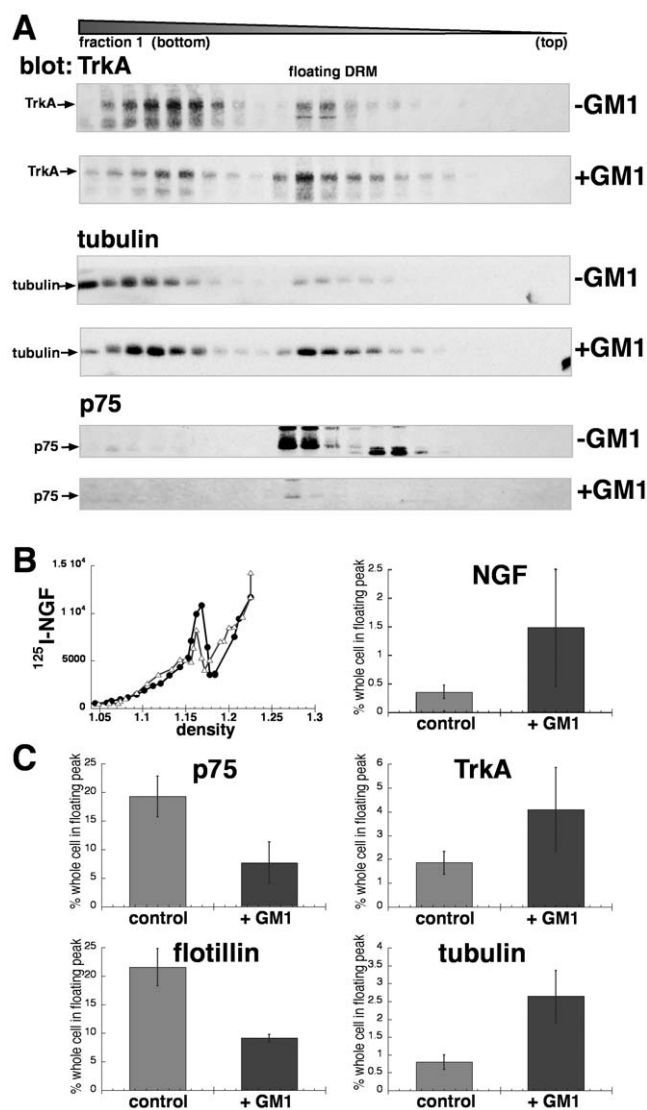 A
fraction 1 (bottom) (top)
blot: TrkA floating DRM
TrkA -GM1
TrkA +GM1
tubulin
tubulin -GM1
tubulin +GM1
p75
p75 -GM1
p75 +GM1
B
125I-NGF
1.5 10⁴
1 10⁴
5000
0
1.05 1.1 1.15 1.2 1.25 1.3
density
NGF
% whole cell in floating peak
2.5
2
1.5
1
0.5
0
control + GM1
C
p75
% whole cell in floating peak
25
20
15
10
5
0
control + GM1
TrkA
% whole cell in floating peak
6
5
4
3
2
1
0
control + GM1
flotillin
% whole cell in floating peak
25
20
15
10
5
0
control + GM1
tubulin
% whole cell in floating peak
4
3.5
3
2.5
2
1.5
1
0.5
0
control + GM1